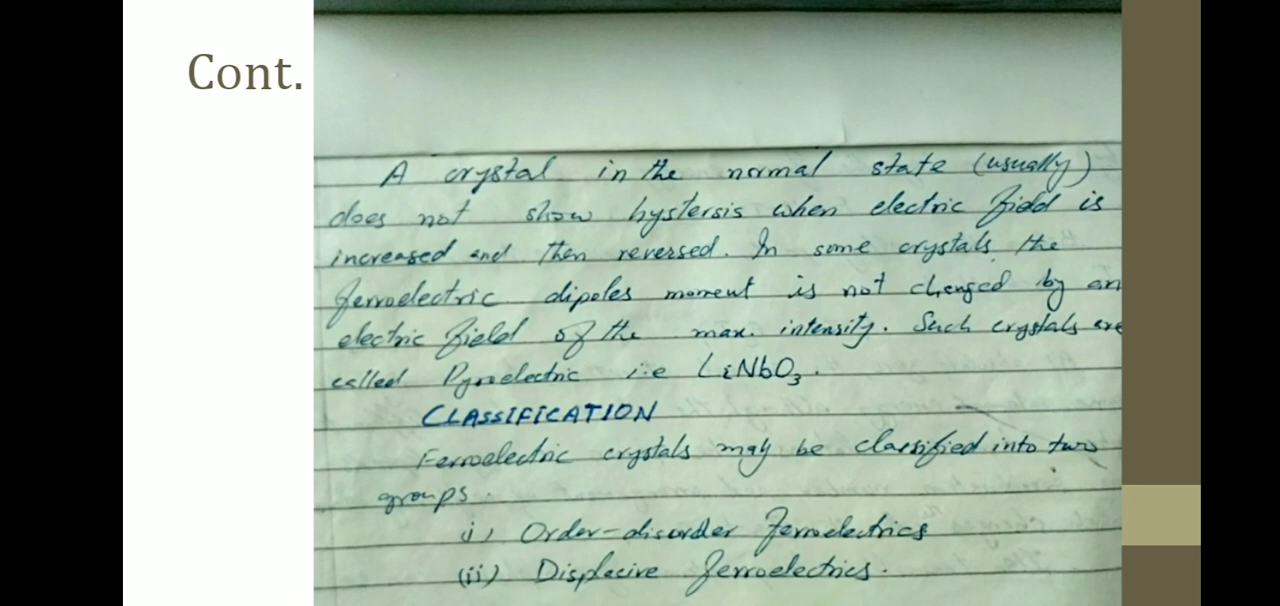 Cont.
A crystal in the normal state (usually)
does not show hystersis when electric field is
increased and then reversed. In some crystals the
ferroelectric dipoles moment is not changed by an
electric field of the max. intensity. Such crystals are
called Pyroelectric i.e LiNbO₃.
CLASSIFICATION
Ferroelectric crystals may be classified into two
groups.
(i) Order-disorder ferroelectrics
(ii) Displacive ferroelectrics.